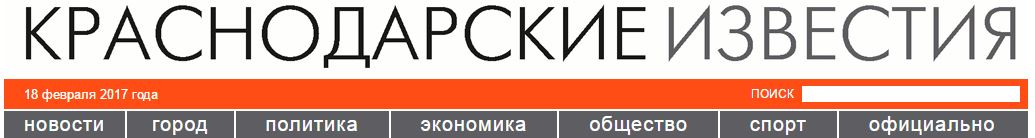 КРАСНОДАРСКИЕ ИЗВЕСТИЯ
18 февраля 2017 года ПОИСК
новости город политика экономика общество спорт официально